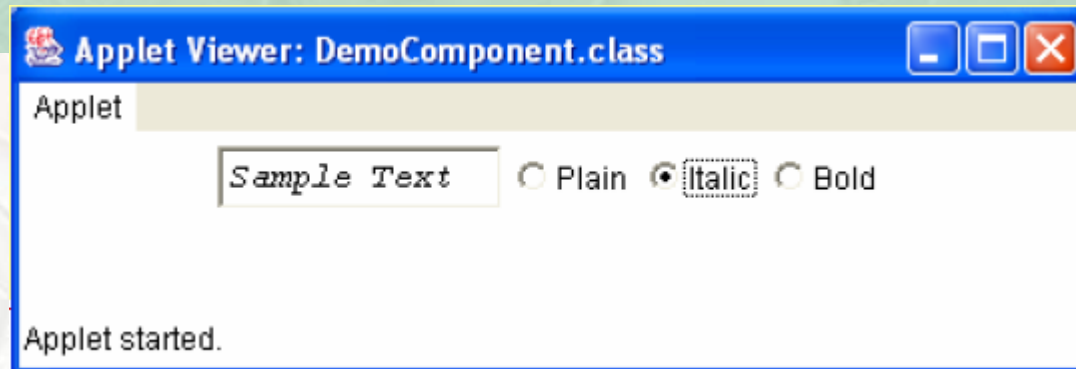 Applet Viewer: DemoComponent.class
Applet
Sample Text Plain Italic Bold
Applet started.